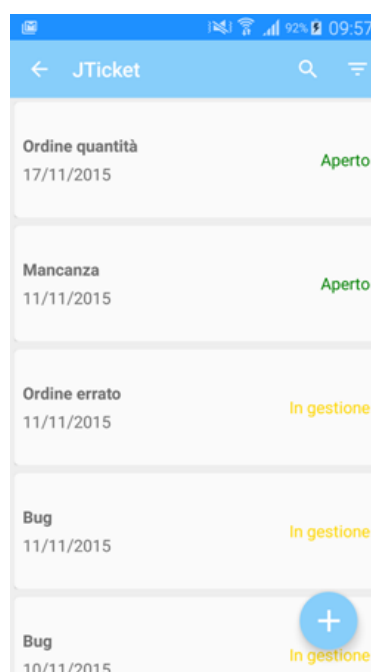 92% 09:57
JTicket
Ordine quantità
17/11/2015
Aperto
Mancanza
11/11/2015
Aperto
Ordine errato
11/11/2015
In gestione
Bug
11/11/2015
In gestione
Bug
10/11/2015
In gestione